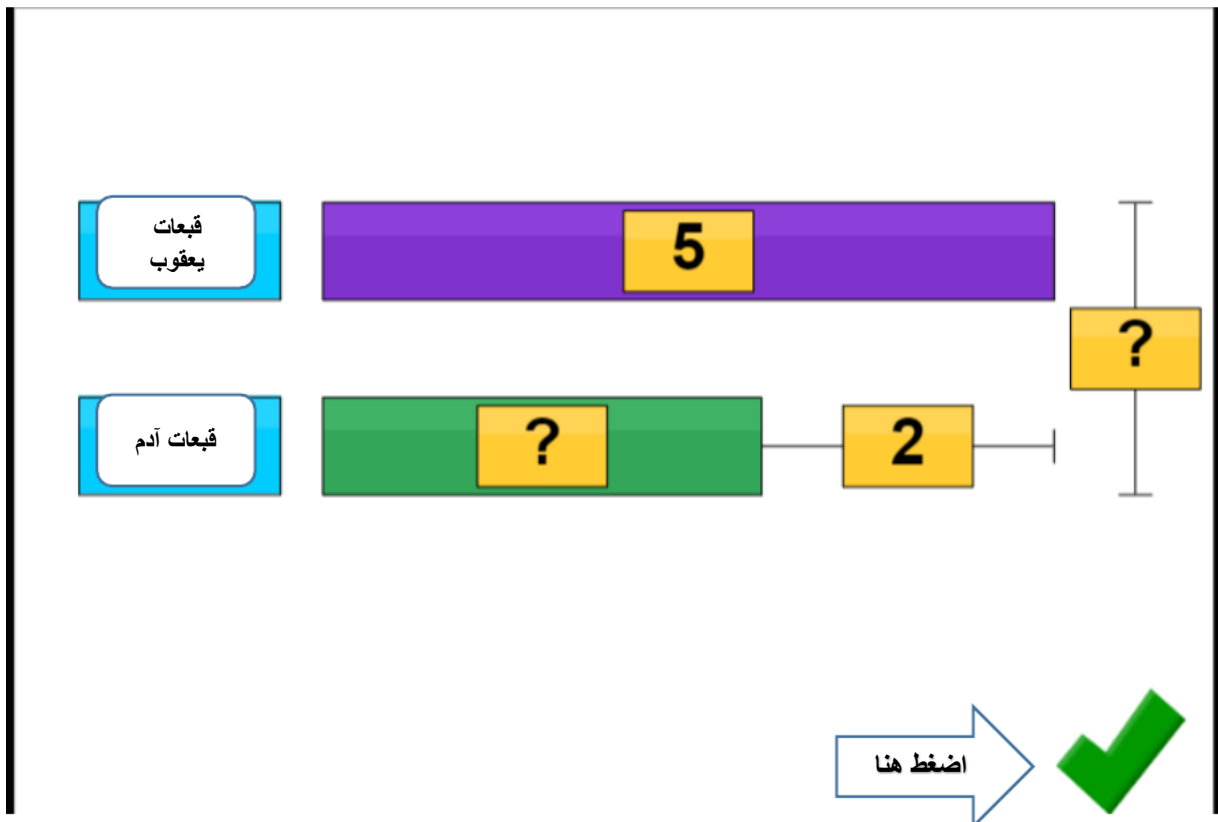 قبعات
يعقوب
5
?
قبعات آدم
?
2
اضغط هنا